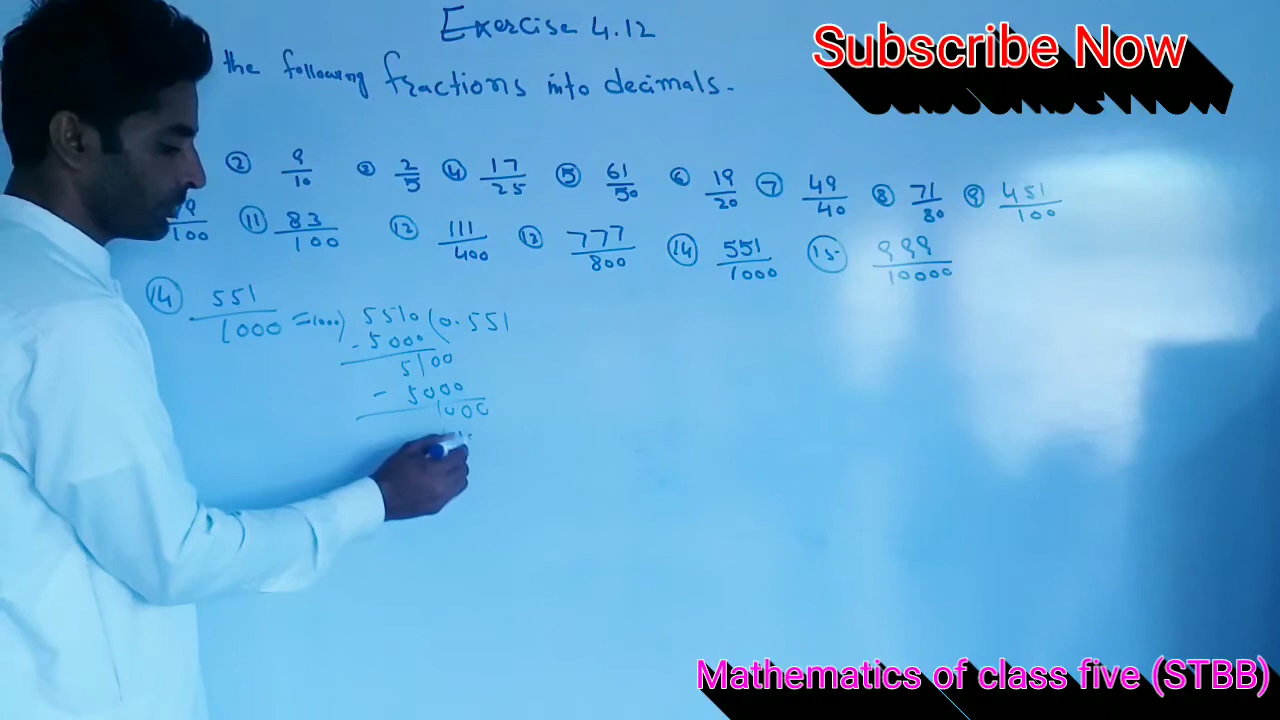 Exercise 4.12
Subscribe Now
the following fractions into decimals.
② 9/10 ③ 2/5 ④ 17/25 ⑤ 61/50 ⑥ 19/20 ⑦ 49/40 ⑧ 71/80 ⑨ 451/100
9/100 ⑪ 83/100 ⑫ 111/400 ⑬ 777/800 ⑭ 551/1000 ⑮ 999/10000
⑭ 551/1000 = 1000) 5510 (0.551
- 5000
5100
- 5000
1000
Mathematics of class five (STBB)